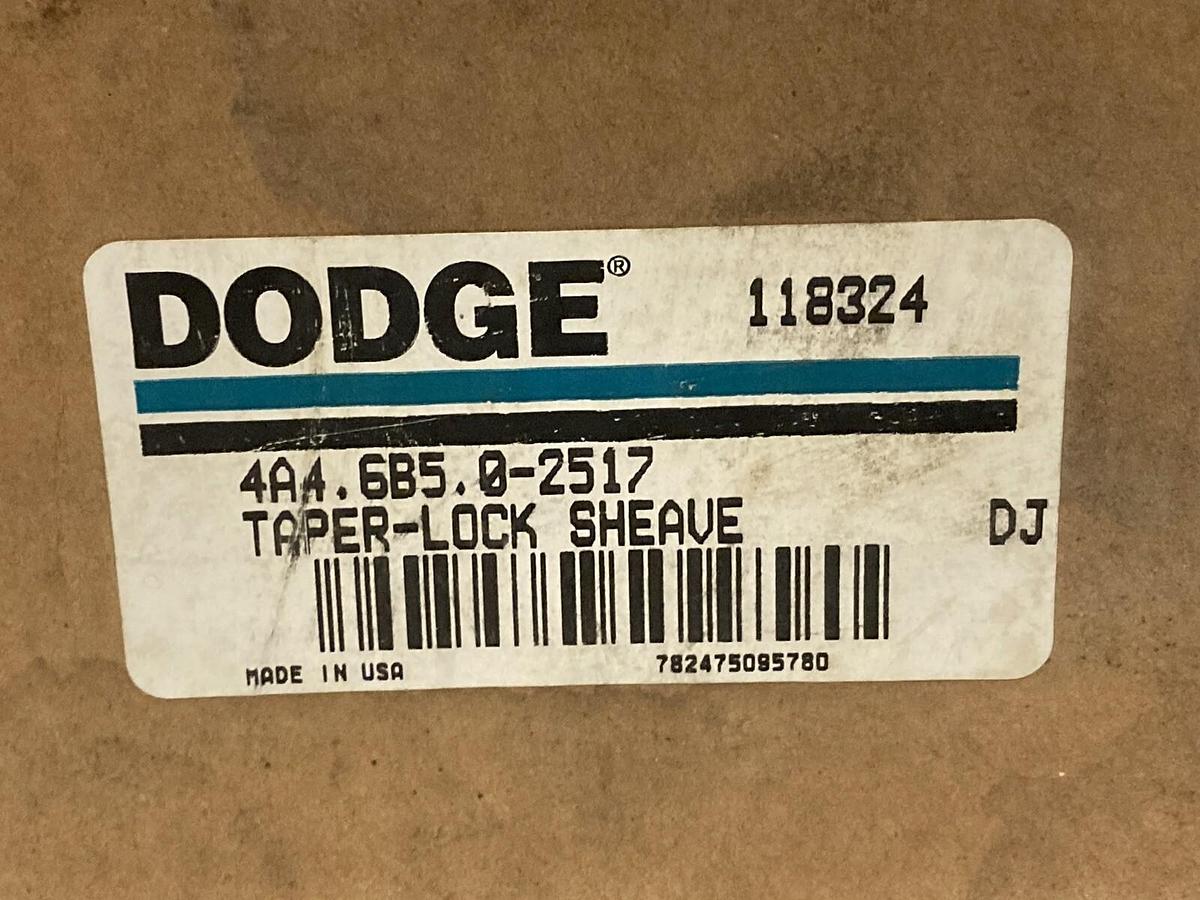 DODGE® 118324
4A4.6B5.0-2517
TAPER-LOCK SHEAVE DJ
MADE IN USA 782475095780